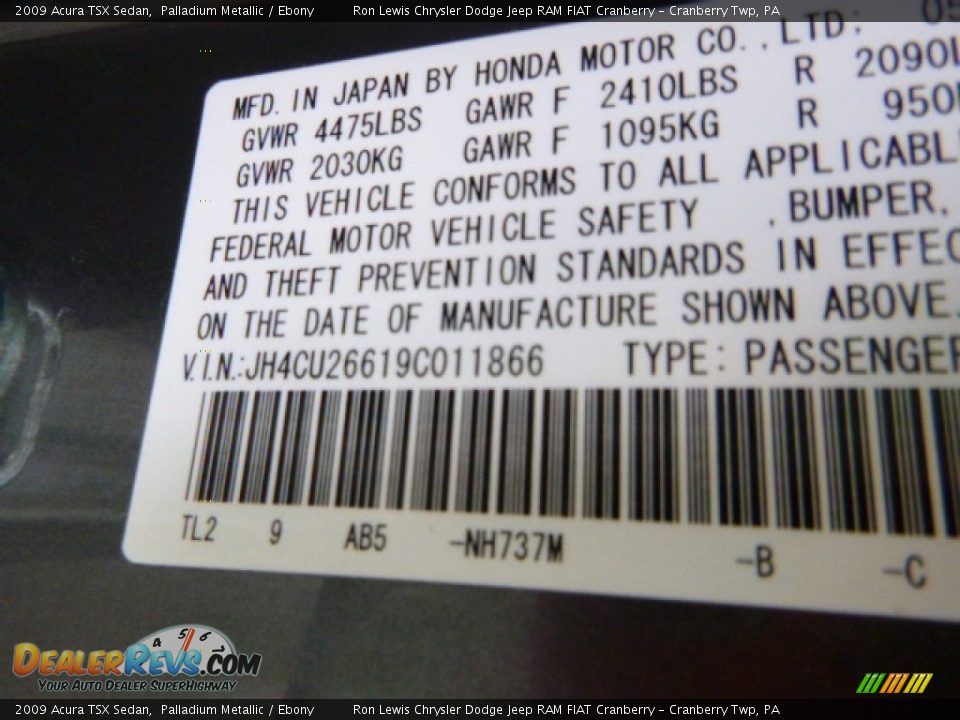 2009 Acura TSX Sedan, Palladium Metallic / Ebony Ron Lewis Chrysler Dodge Jeep RAM FIAT Cranberry - Cranberry Twp, PA
MFD. IN JAPAN BY HONDA MOTOR CO., LTD.
GVWR 4475LBS GAWR F 2410LBS R 2090L
GVWR 2030KG GAWR F 1095KG R 950
THIS VEHICLE CONFORMS TO ALL APPLICABL
FEDERAL MOTOR VEHICLE SAFETY , BUMPER,
AND THEFT PREVENTION STANDARDS IN EFFEC
ON THE DATE OF MANUFACTURE SHOWN ABOVE.
V.I.N.:JH4CU26619C011866 TYPE: PASSENGER
TL2 9 AB5 -NH737M -B -C
4 5 6
DEALERREVS.COM
YOUR AUTO DEALER SUPERHIGHWAY
2009 Acura TSX Sedan, Palladium Metallic / Ebony Ron Lewis Chrysler Dodge Jeep RAM FIAT Cranberry - Cranberry Twp, PA